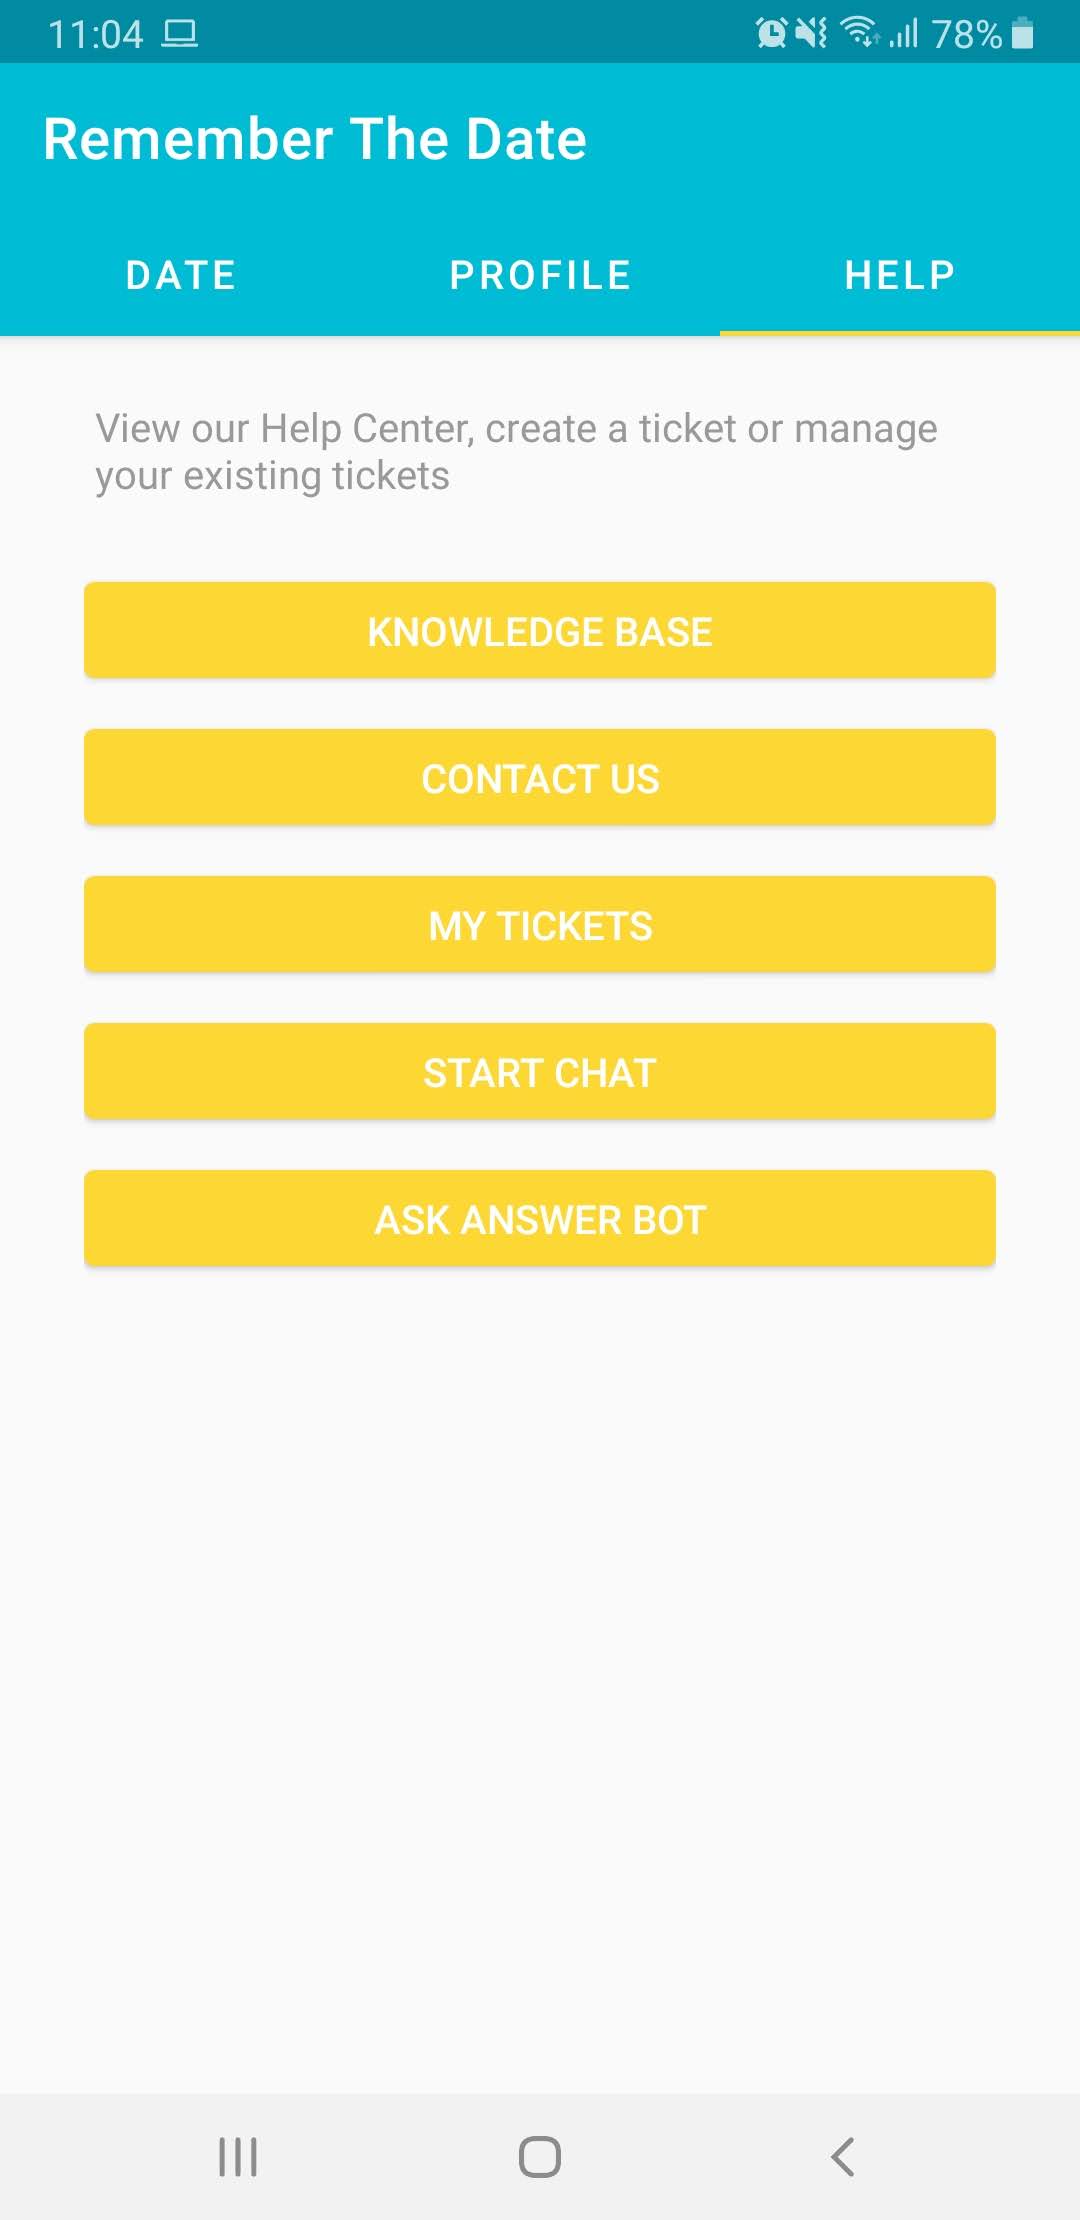 11:04
78%
Remember The Date
DATE PROFILE HELP
View our Help Center, create a ticket or manage
your existing tickets
KNOWLEDGE BASE
CONTACT US
MY TICKETS
START CHAT
ASK ANSWER BOT